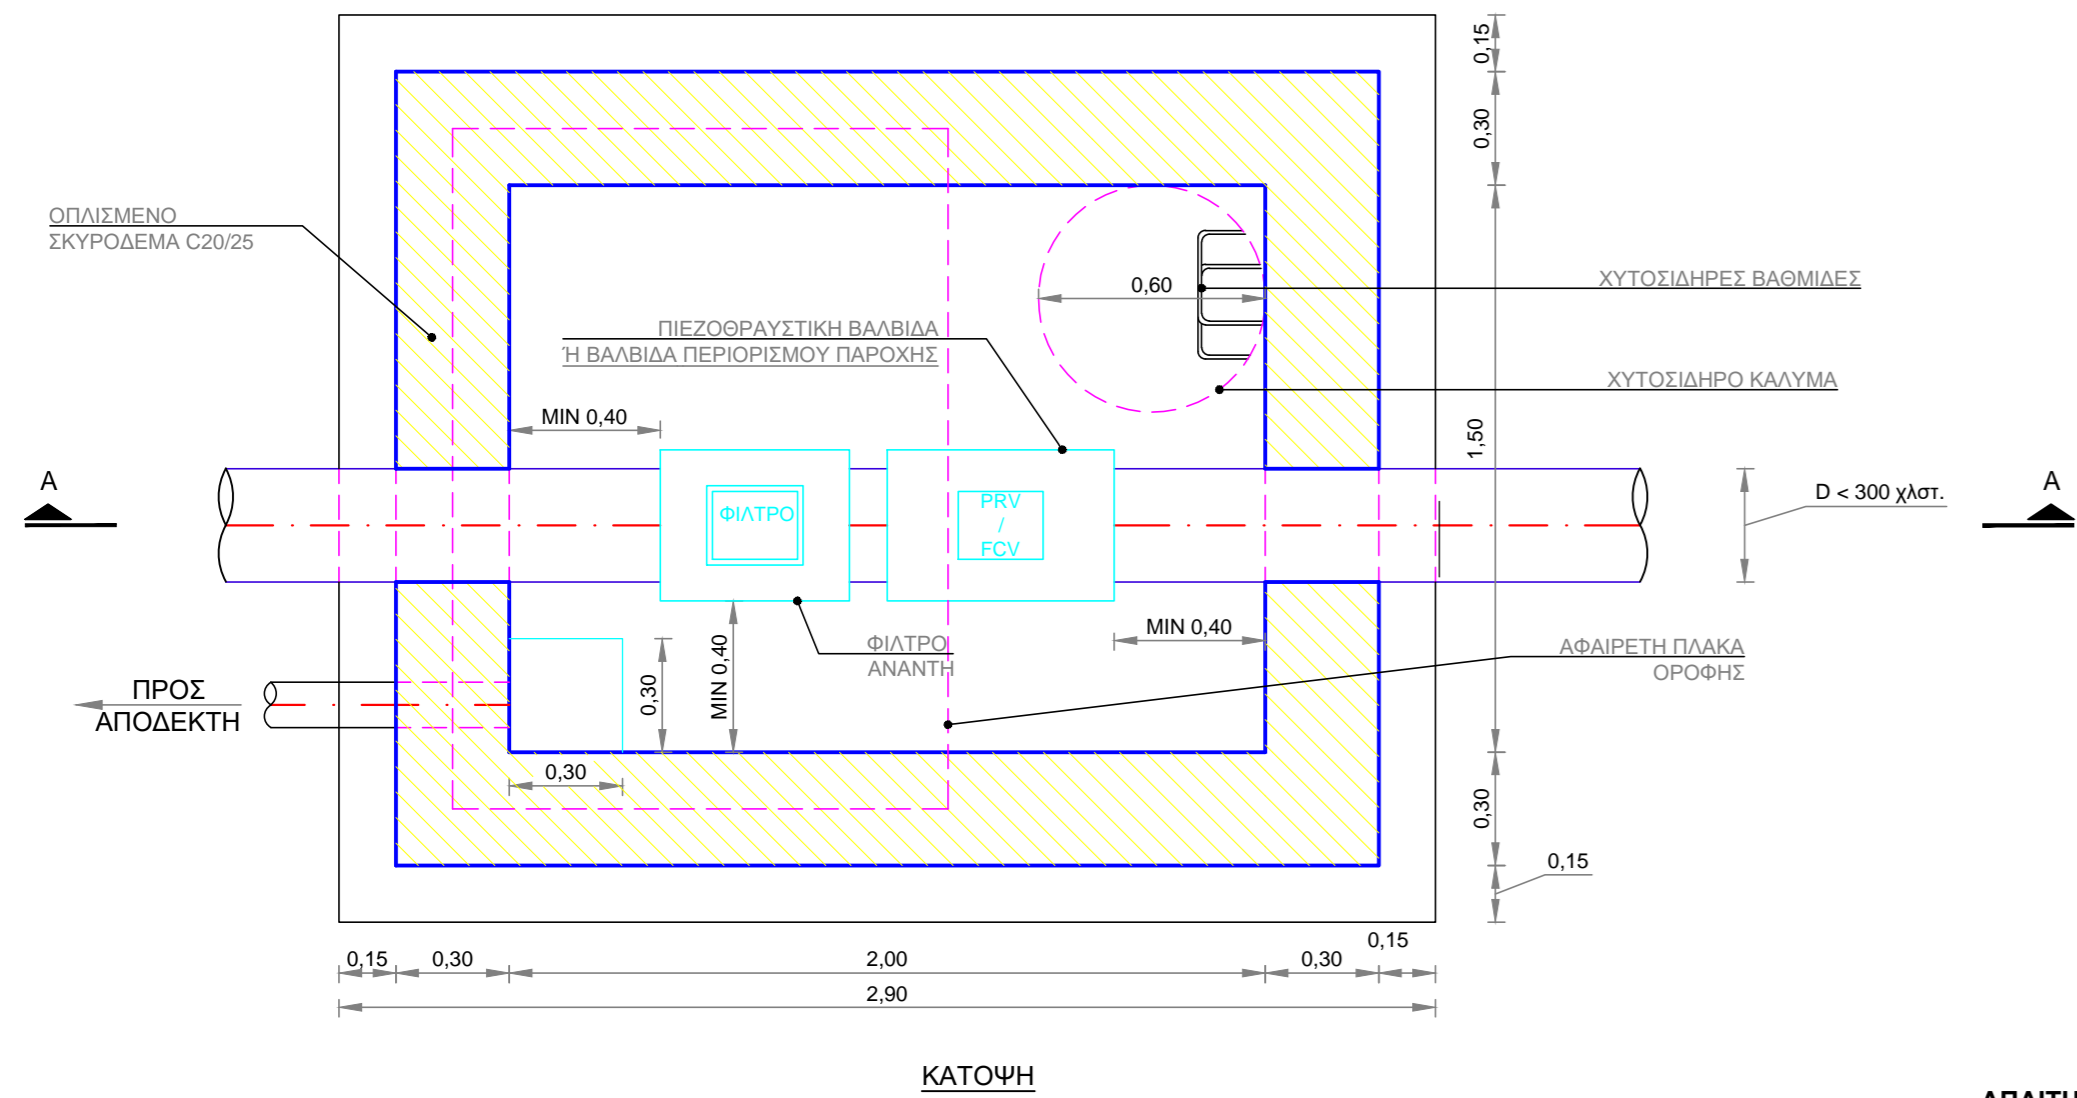 0,15
0,30
ΟΠΛΙΣΜΕΝΟ
ΣΚΥΡΟΔΕΜΑ C20/25
0,60
ΧΥΤΟΣΙΔΗΡΕΣ ΒΑΘΜΙΔΕΣ
ΠΙΕΖΟΘΡΑΥΣΤΙΚΗ ΒΑΛΒΙΔΑ
Ή ΒΑΛΒΙΔΑ ΠΕΡΙΟΡΙΣΜΟΥ ΠΑΡΟΧΗΣ
ΧΥΤΟΣΙΔΗΡΟ ΚΑΛΥΜΑ
MIN 0,40
1,50
A
ΦΙΛΤΡΟ
PRV
/
FCV
D < 300 χλστ.
A
ΦΙΛΤΡΟ
ΑΝΑΝΤΗ
MIN 0,40
MIN 0,40
0,30
ΑΦΑΙΡΕΤΗ ΠΛΑΚΑ
ΟΡΟΦΗΣ
ΠΡΟΣ
ΑΠΟΔΕΚΤΗ
0,30
0,30
0,15
0,15
0,30
2,00
0,30
0,15
2,90
ΚΑΤΟΨΗ